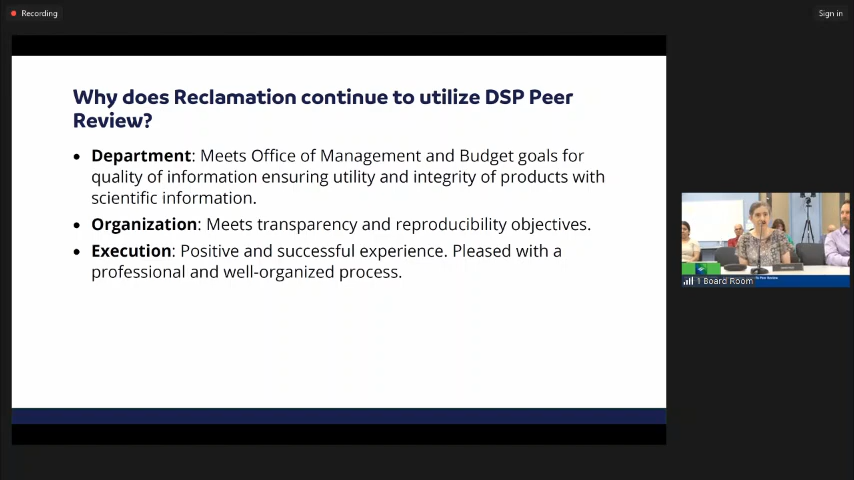 Recording
Sign in
Why does Reclamation continue to utilize DSP Peer
Review?
• Department: Meets Office of Management and Budget goals for
quality of information ensuring utility and integrity of products with
scientific information.
• Organization: Meets transparency and reproducibility objectives.
• Execution: Positive and successful experience. Pleased with a
professional and well-organized process.
1 Board Room